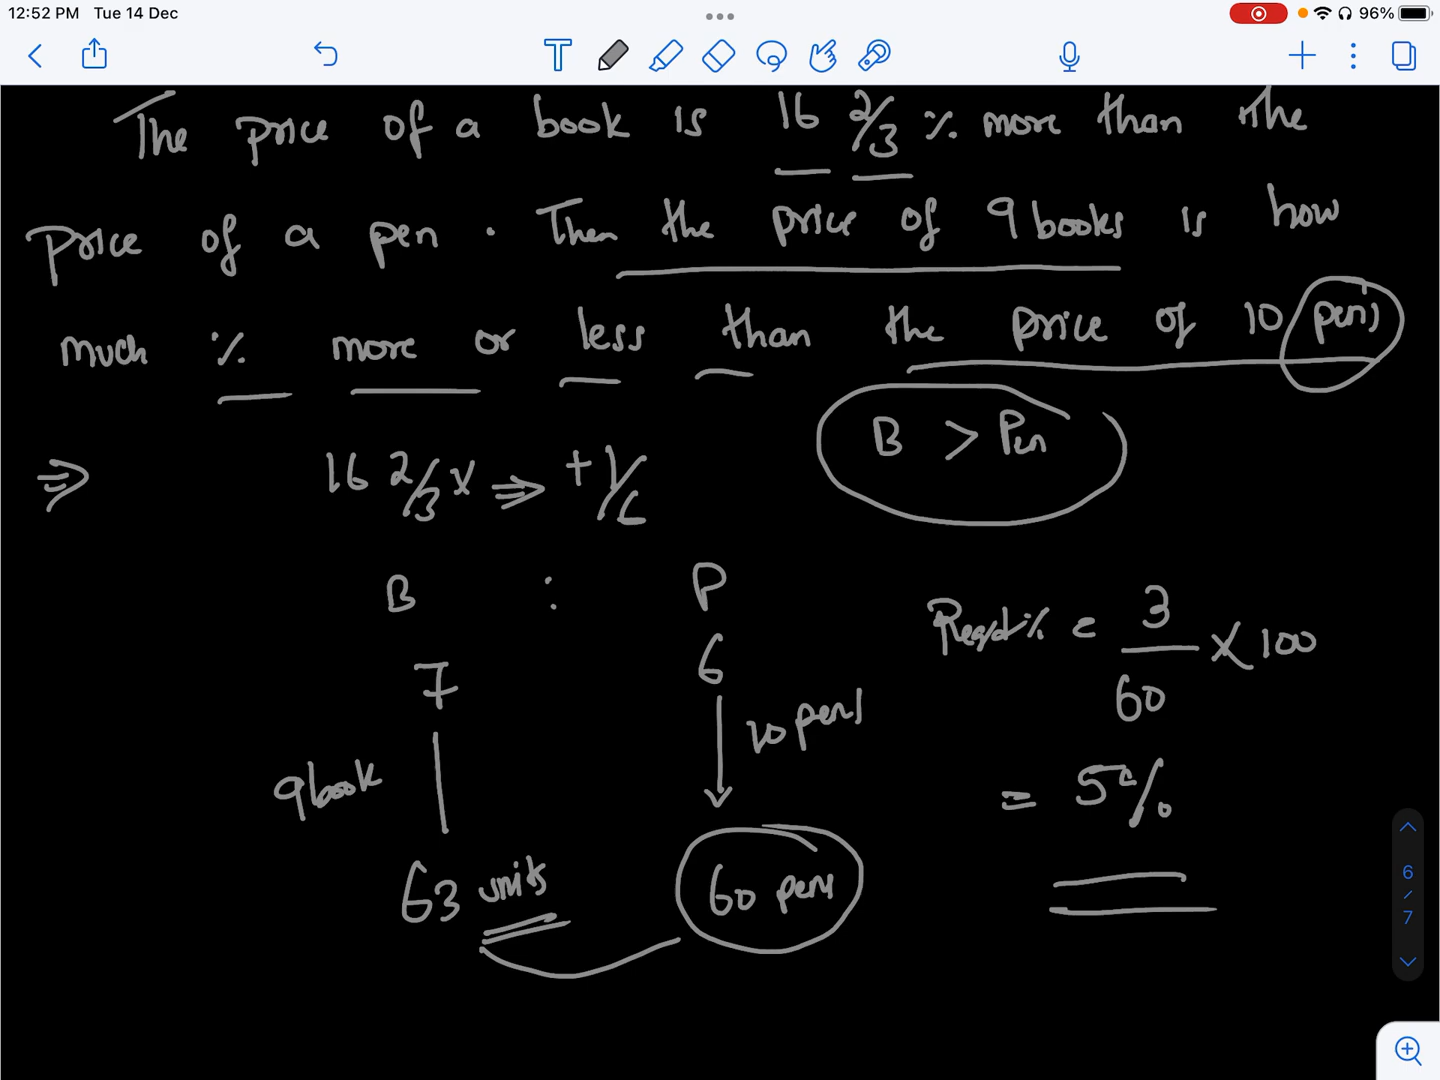 12:52 PM Tue 14 Dec
96%
The price of a book is 16 2/3 % more than the
price of a pen. Then the price of 9 books is how
much % more or less than the price of 10 pens
B > Pen
16 2/3 % ⇒ +1/6
B : P
7 6
Reqd % = 3/60 × 100
9 book
10 pens
= 5%
63 units
60 pens
6 / 7